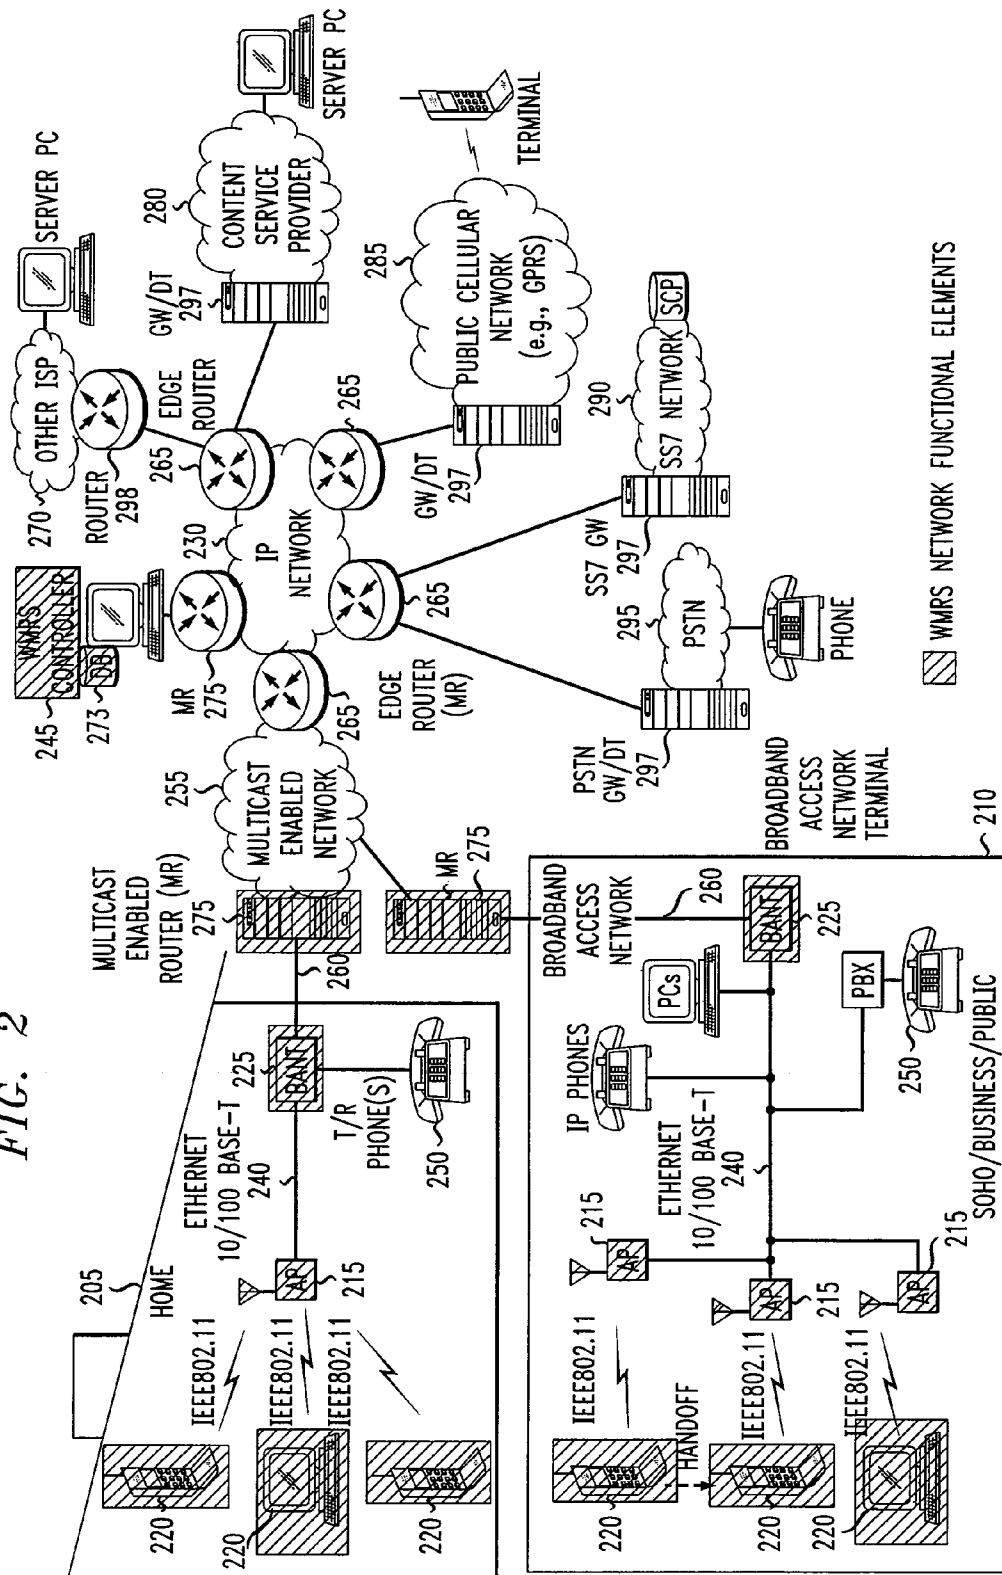 FIG. 2
205
HOME
220
220
220
IEEE802.11
IEEE802.11
IEEE802.11
AP
215
ETHERNET
10/100 BASE-T
240
BANT
225
T/R
PHONE(S)
250
260
MULTICAST
ENABLED
ROUTER (MR)
275
255
MULTICAST
ENABLED
NETWORK
MR
275
245
WMRS
CONTROLLER
DB
273
MR
275
265
EDGE
ROUTER
(MR)
230
IP
NETWORK
270
OTHER ISP
SERVER PC
ROUTER
298
EDGE
ROUTER
265
280
CONTENT
SERVICE
PROVIDER
SERVER PC
GW/DT
297
265
285
PUBLIC CELLULAR
NETWORK
(e.g., GPRS)
TERMINAL
GW/DT
297
265
290
SS7 NETWORK
SCP
SS7 GW
297
295
PSTN
PHONE
PSTN
GW/DT
297
BROADBAND
ACCESS
NETWORK
TERMINAL
210
BROADBAND
ACCESS
NETWORK
260
BANT
225
PCs
IP PHONES
PBX
250
ETHERNET
10/100 BASE-T
240
AP
215
AP
215
AP
215
IEEE802.11
IEEE802.11
IEEE802.11
HANDOFF
220
220
220
SOHO/BUSINESS/PUBLIC
WMRS NETWORK FUNCTIONAL ELEMENTS